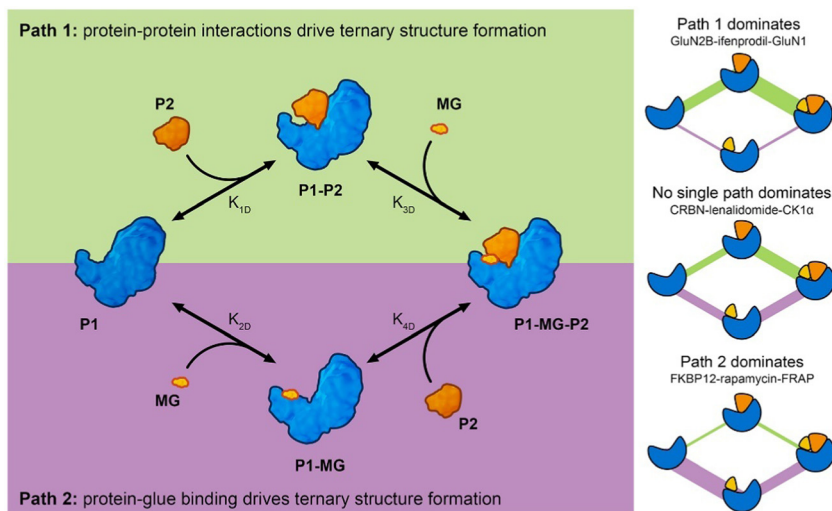 Path 1: protein-protein interactions drive ternary structure formation
P2
MG
P1-P2
K1D
K3D
P1
P1-MG-P2
K2D
K4D
MG
P2
P1-MG
Path 2: protein-glue binding drives ternary structure formation
Path 1 dominates
GluN2B-ifenprodil-GluN1
No single path dominates
CRBN-lenalidomide-CK1α
Path 2 dominates
FKBP12-rapamycin-FRAP